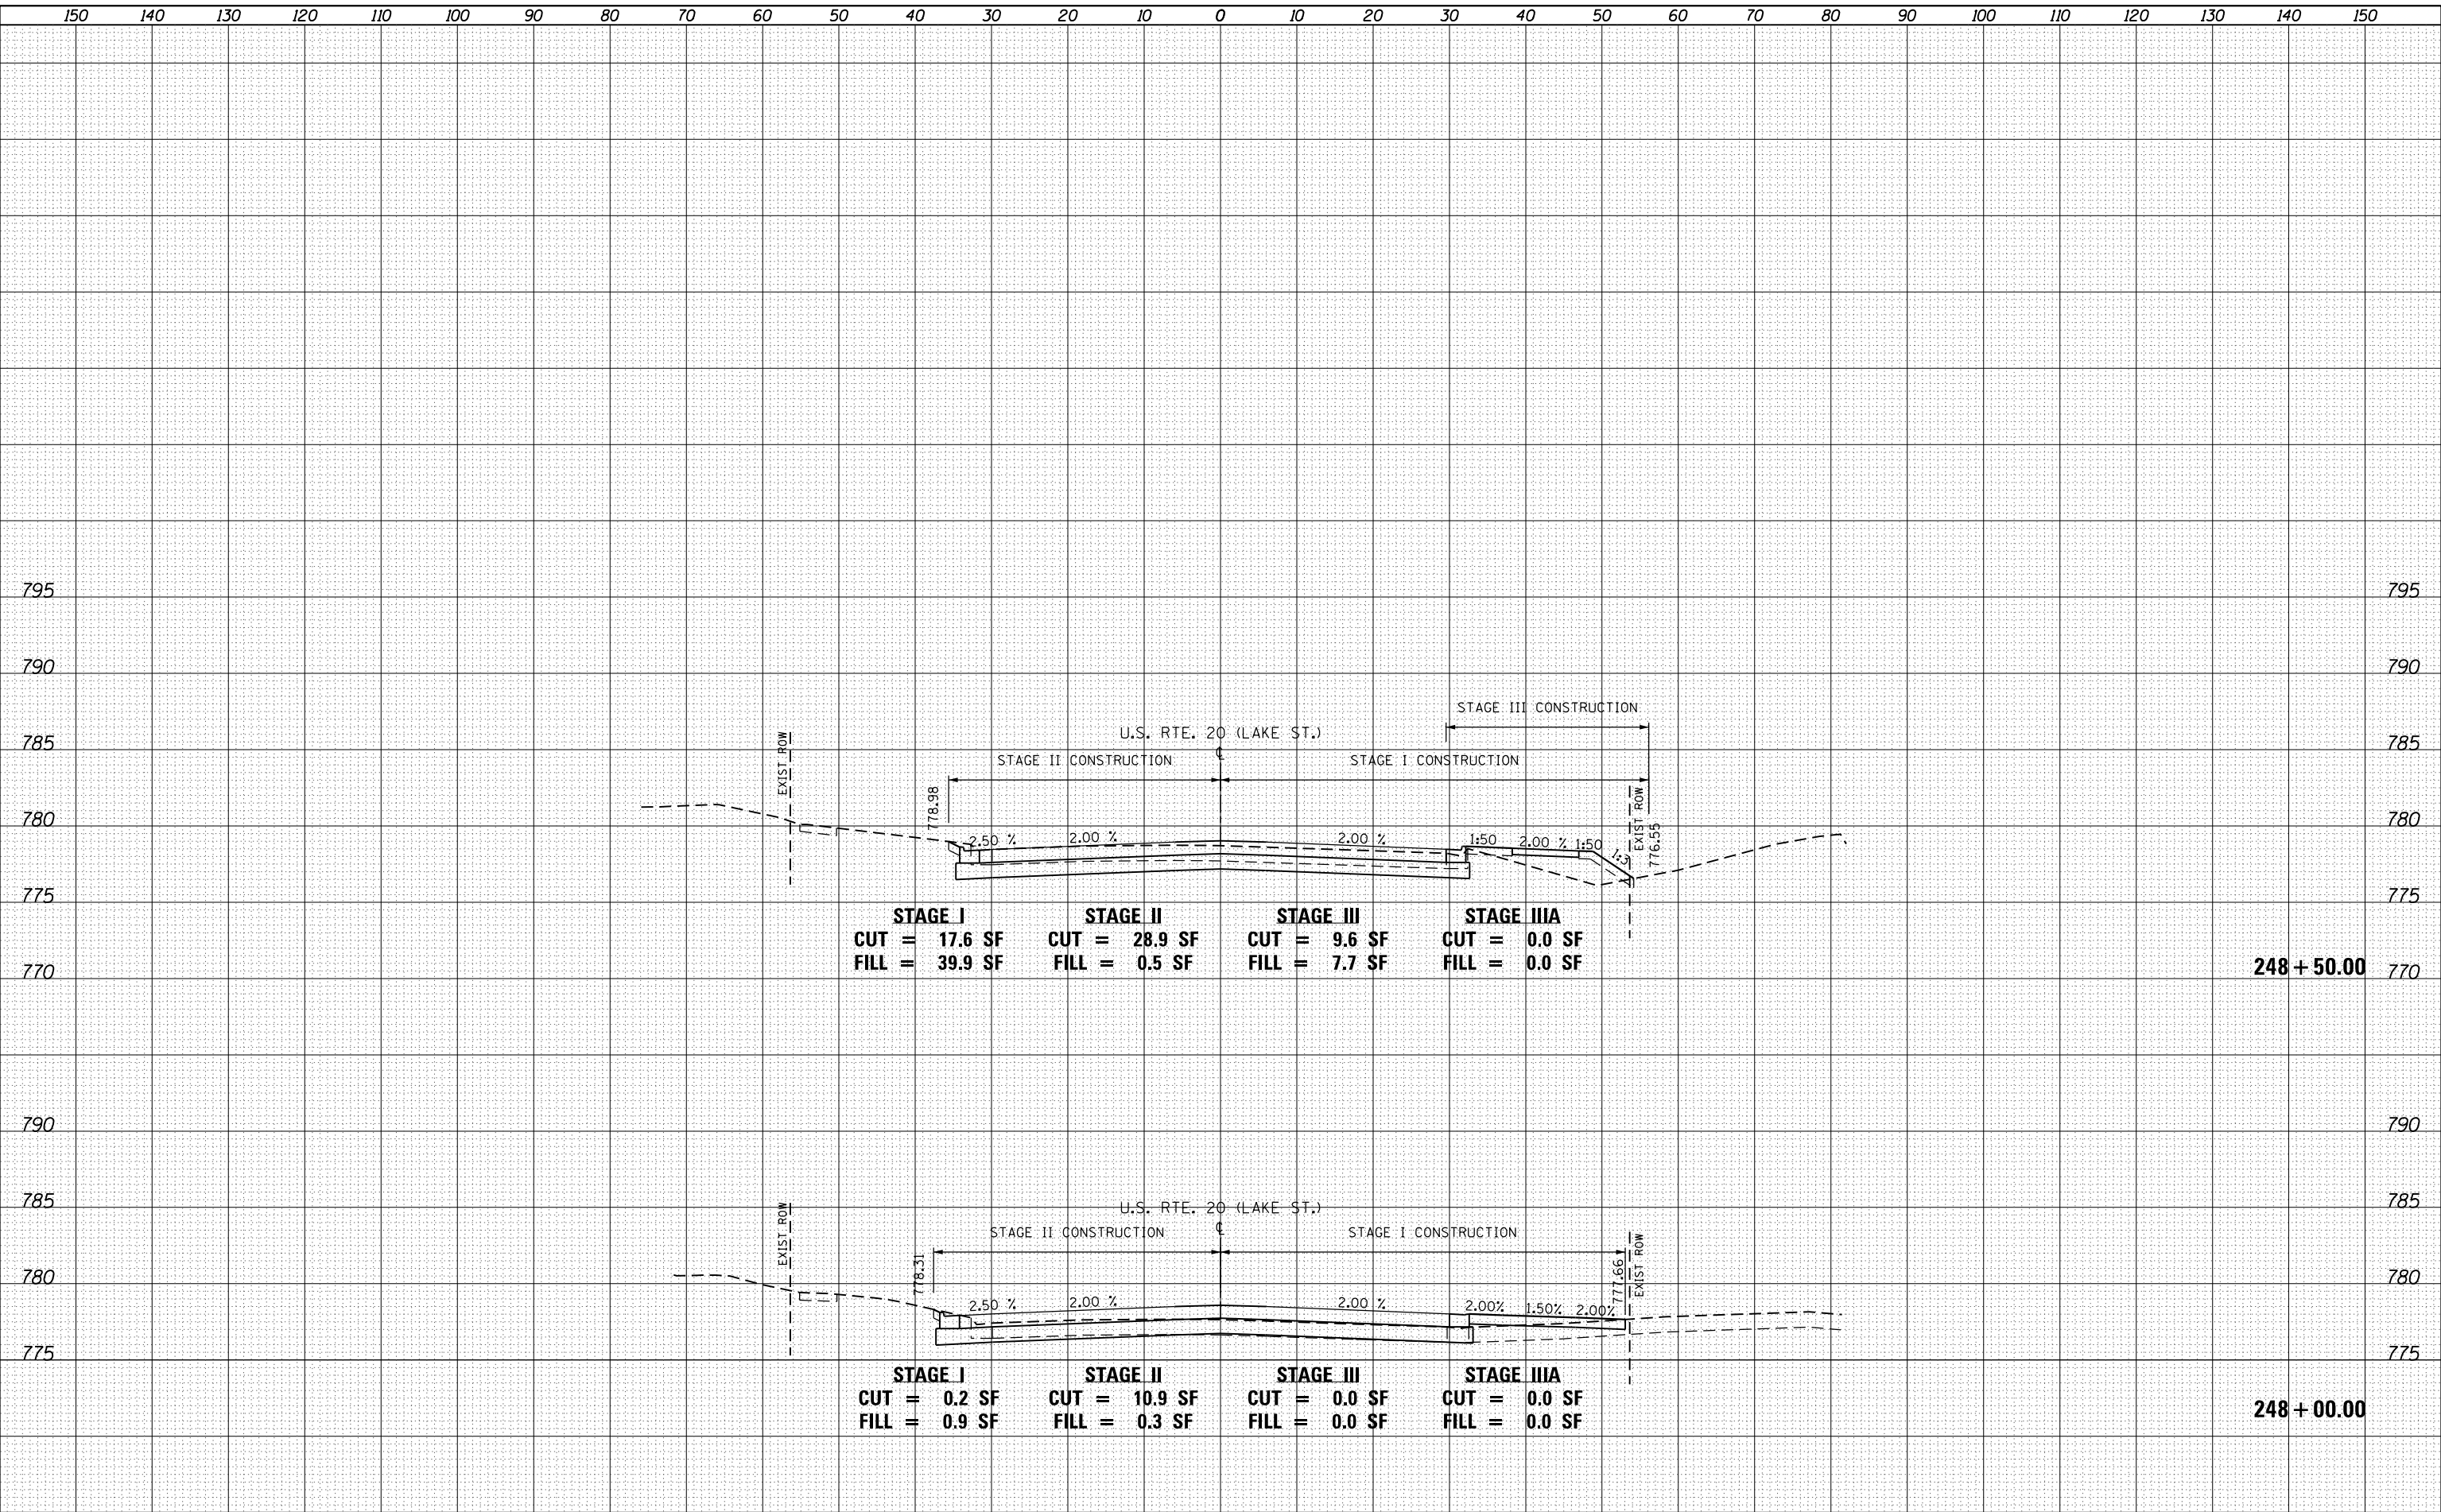 150 140 130 120 110 100 90 80 70 60 50 40 30 20 10 0 10 20 30 40 50 60 70 80 90 100 110 120 130 140 150
795 795
790 790
STAGE III CONSTRUCTION
785 EXIST ROW U.S. RTE. 20 (LAKE ST.) 785
℄
STAGE II CONSTRUCTION STAGE I CONSTRUCTION
780 778.98 EXIST ROW 776.55 780
2.50 % 2.00 % 2.00 % 1:50 2.00 % 1:50 1:3
775 775
STAGE I STAGE II STAGE III STAGE IIIA
CUT = 17.6 SF CUT = 28.9 SF CUT = 9.6 SF CUT = 0.0 SF
FILL = 39.9 SF FILL = 0.5 SF FILL = 7.7 SF FILL = 0.0 SF
770 248+50.00 770
790 790
785 EXIST ROW U.S. RTE. 20 (LAKE ST.) 785
℄
STAGE II CONSTRUCTION STAGE I CONSTRUCTION
780 778.31 777.66 EXIST ROW 780
2.50 % 2.00 % 2.00 % 2.00% 1.50% 2.00%
775 775
STAGE I STAGE II STAGE III STAGE IIIA
CUT = 0.2 SF CUT = 10.9 SF CUT = 0.0 SF CUT = 0.0 SF
FILL = 0.9 SF FILL = 0.3 SF FILL = 0.0 SF FILL = 0.0 SF
248+00.00